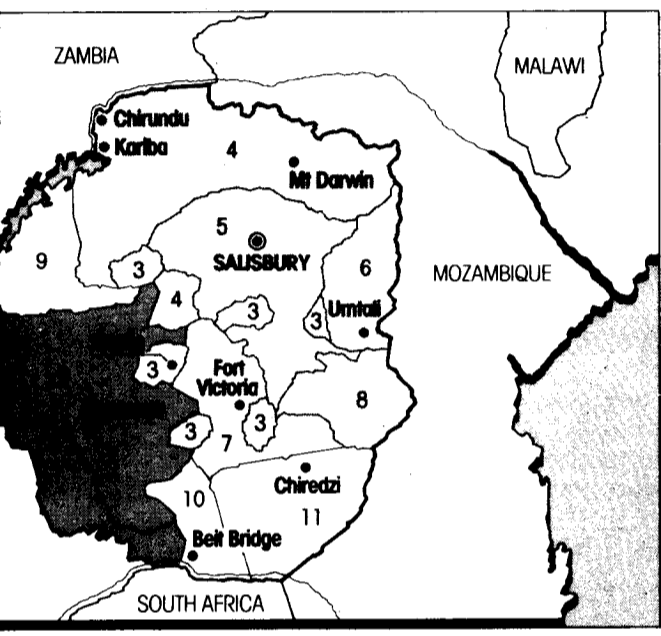 ZAMBIA
MALAWI
Chirundu
Kariba
4
Mt Darwin
5
SALISBURY
9
3
6
MOZAMBIQUE
4
3
3
Umtali
3
Fort
Victoria
8
3
3
7
Chiredzi
10
11
Beit Bridge
SOUTH AFRICA